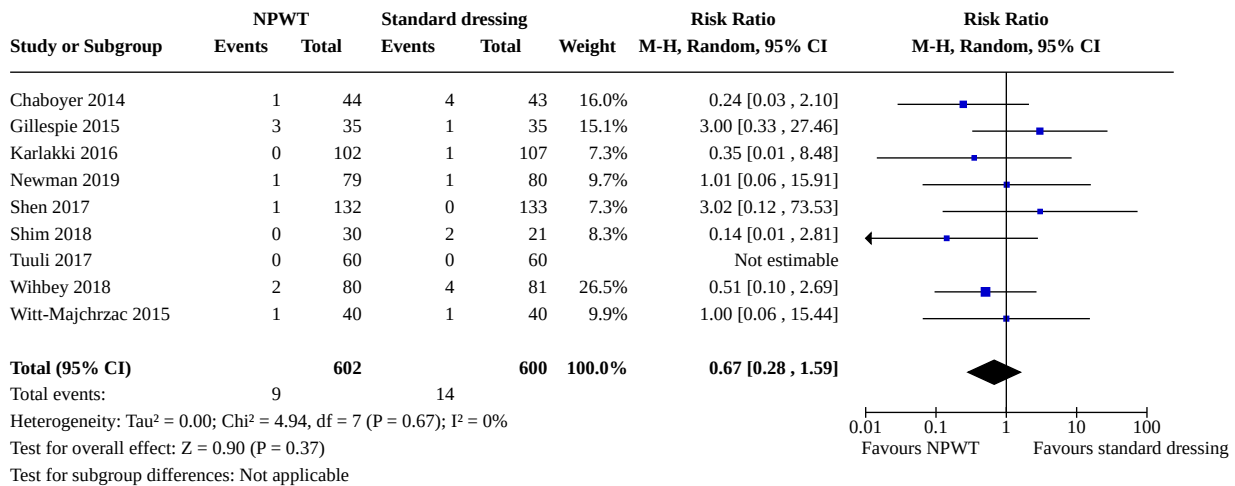 NPWT Standard dressing Risk Ratio Risk Ratio
Study or Subgroup Events Total Events Total Weight M-H, Random, 95% CI M-H, Random, 95% CI
Chaboyer 2014 1 44 4 43 16.0% 0.24 [0.03 , 2.10]
Gillespie 2015 3 35 1 35 15.1% 3.00 [0.33 , 27.46]
Karlakki 2016 0 102 1 107 7.3% 0.35 [0.01 , 8.48]
Newman 2019 1 79 1 80 9.7% 1.01 [0.06 , 15.91]
Shen 2017 1 132 0 133 7.3% 3.02 [0.12 , 73.53]
Shim 2018 0 30 2 21 8.3% 0.14 [0.01 , 2.81]
Tuuli 2017 0 60 0 60 Not estimable
Wihbey 2018 2 80 4 81 26.5% 0.51 [0.10 , 2.69]
Witt-Majchrzac 2015 1 40 1 40 9.9% 1.00 [0.06 , 15.44]
Total (95% CI) 602 600 100.0% 0.67 [0.28 , 1.59]
Total events: 9 14
Heterogeneity: Tau² = 0.00; Chi² = 4.94, df = 7 (P = 0.67); I² = 0%
0.01 0.1 1 10 100
Test for overall effect: Z = 0.90 (P = 0.37) Favours NPWT Favours standard dressing
Test for subgroup differences: Not applicable